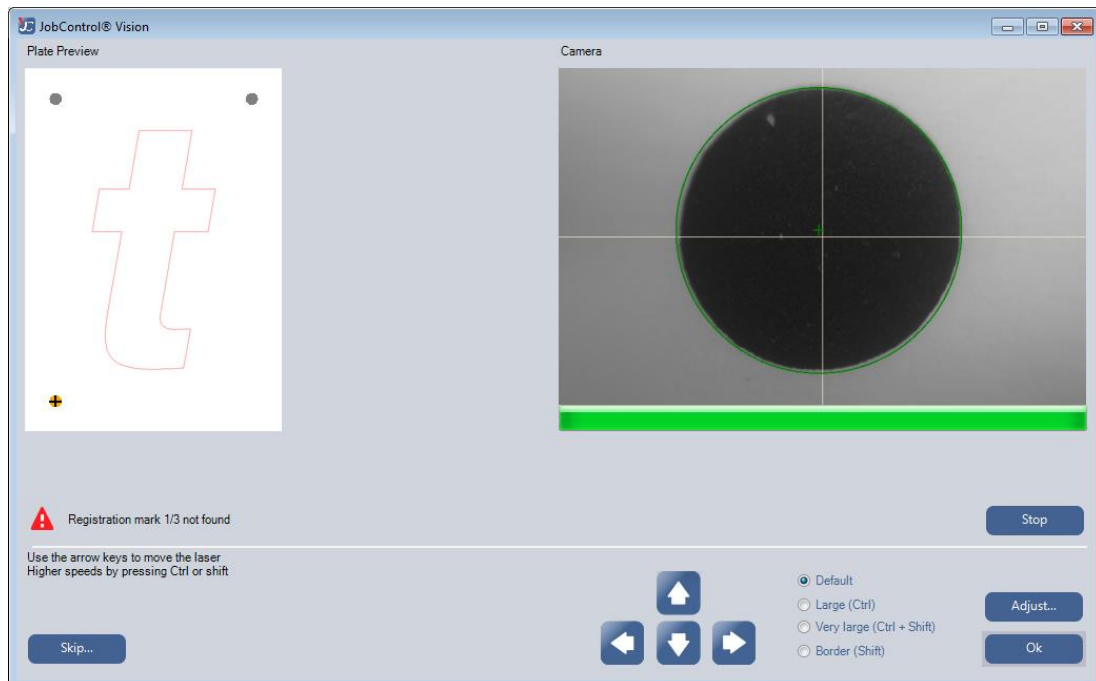 JobControl® Vision
Plate Preview
Camera
Registration mark 1/3 not found
Stop
Use the arrow keys to move the laser
Higher speeds by pressing Ctrl or shift
Default
Large (Ctrl)
Very large (Ctrl + Shift)
Border (Shift)
Adjust...
Skip...
Ok